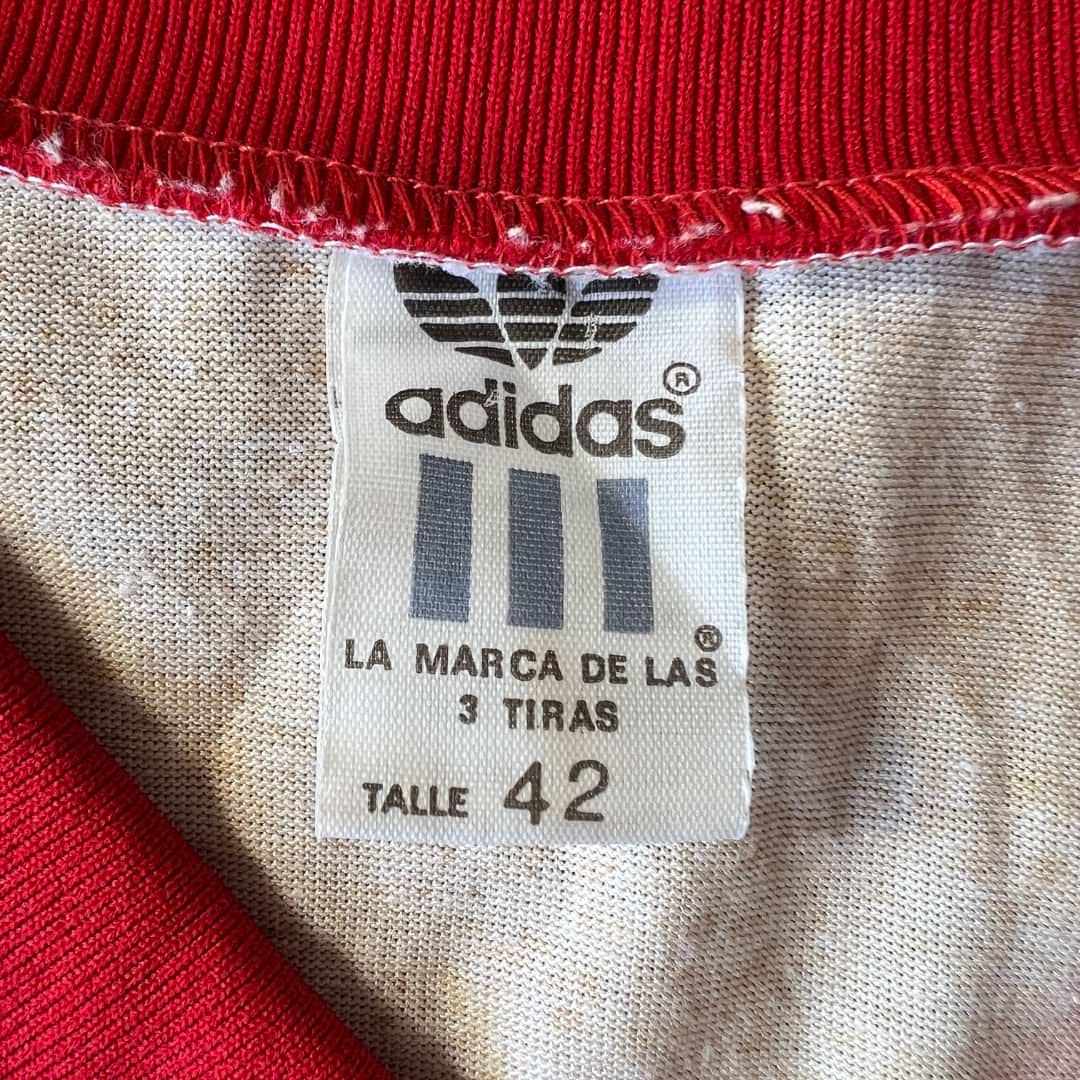 adidas®
LA MARCA DE LAS®
3 TIRAS
TALLE 42